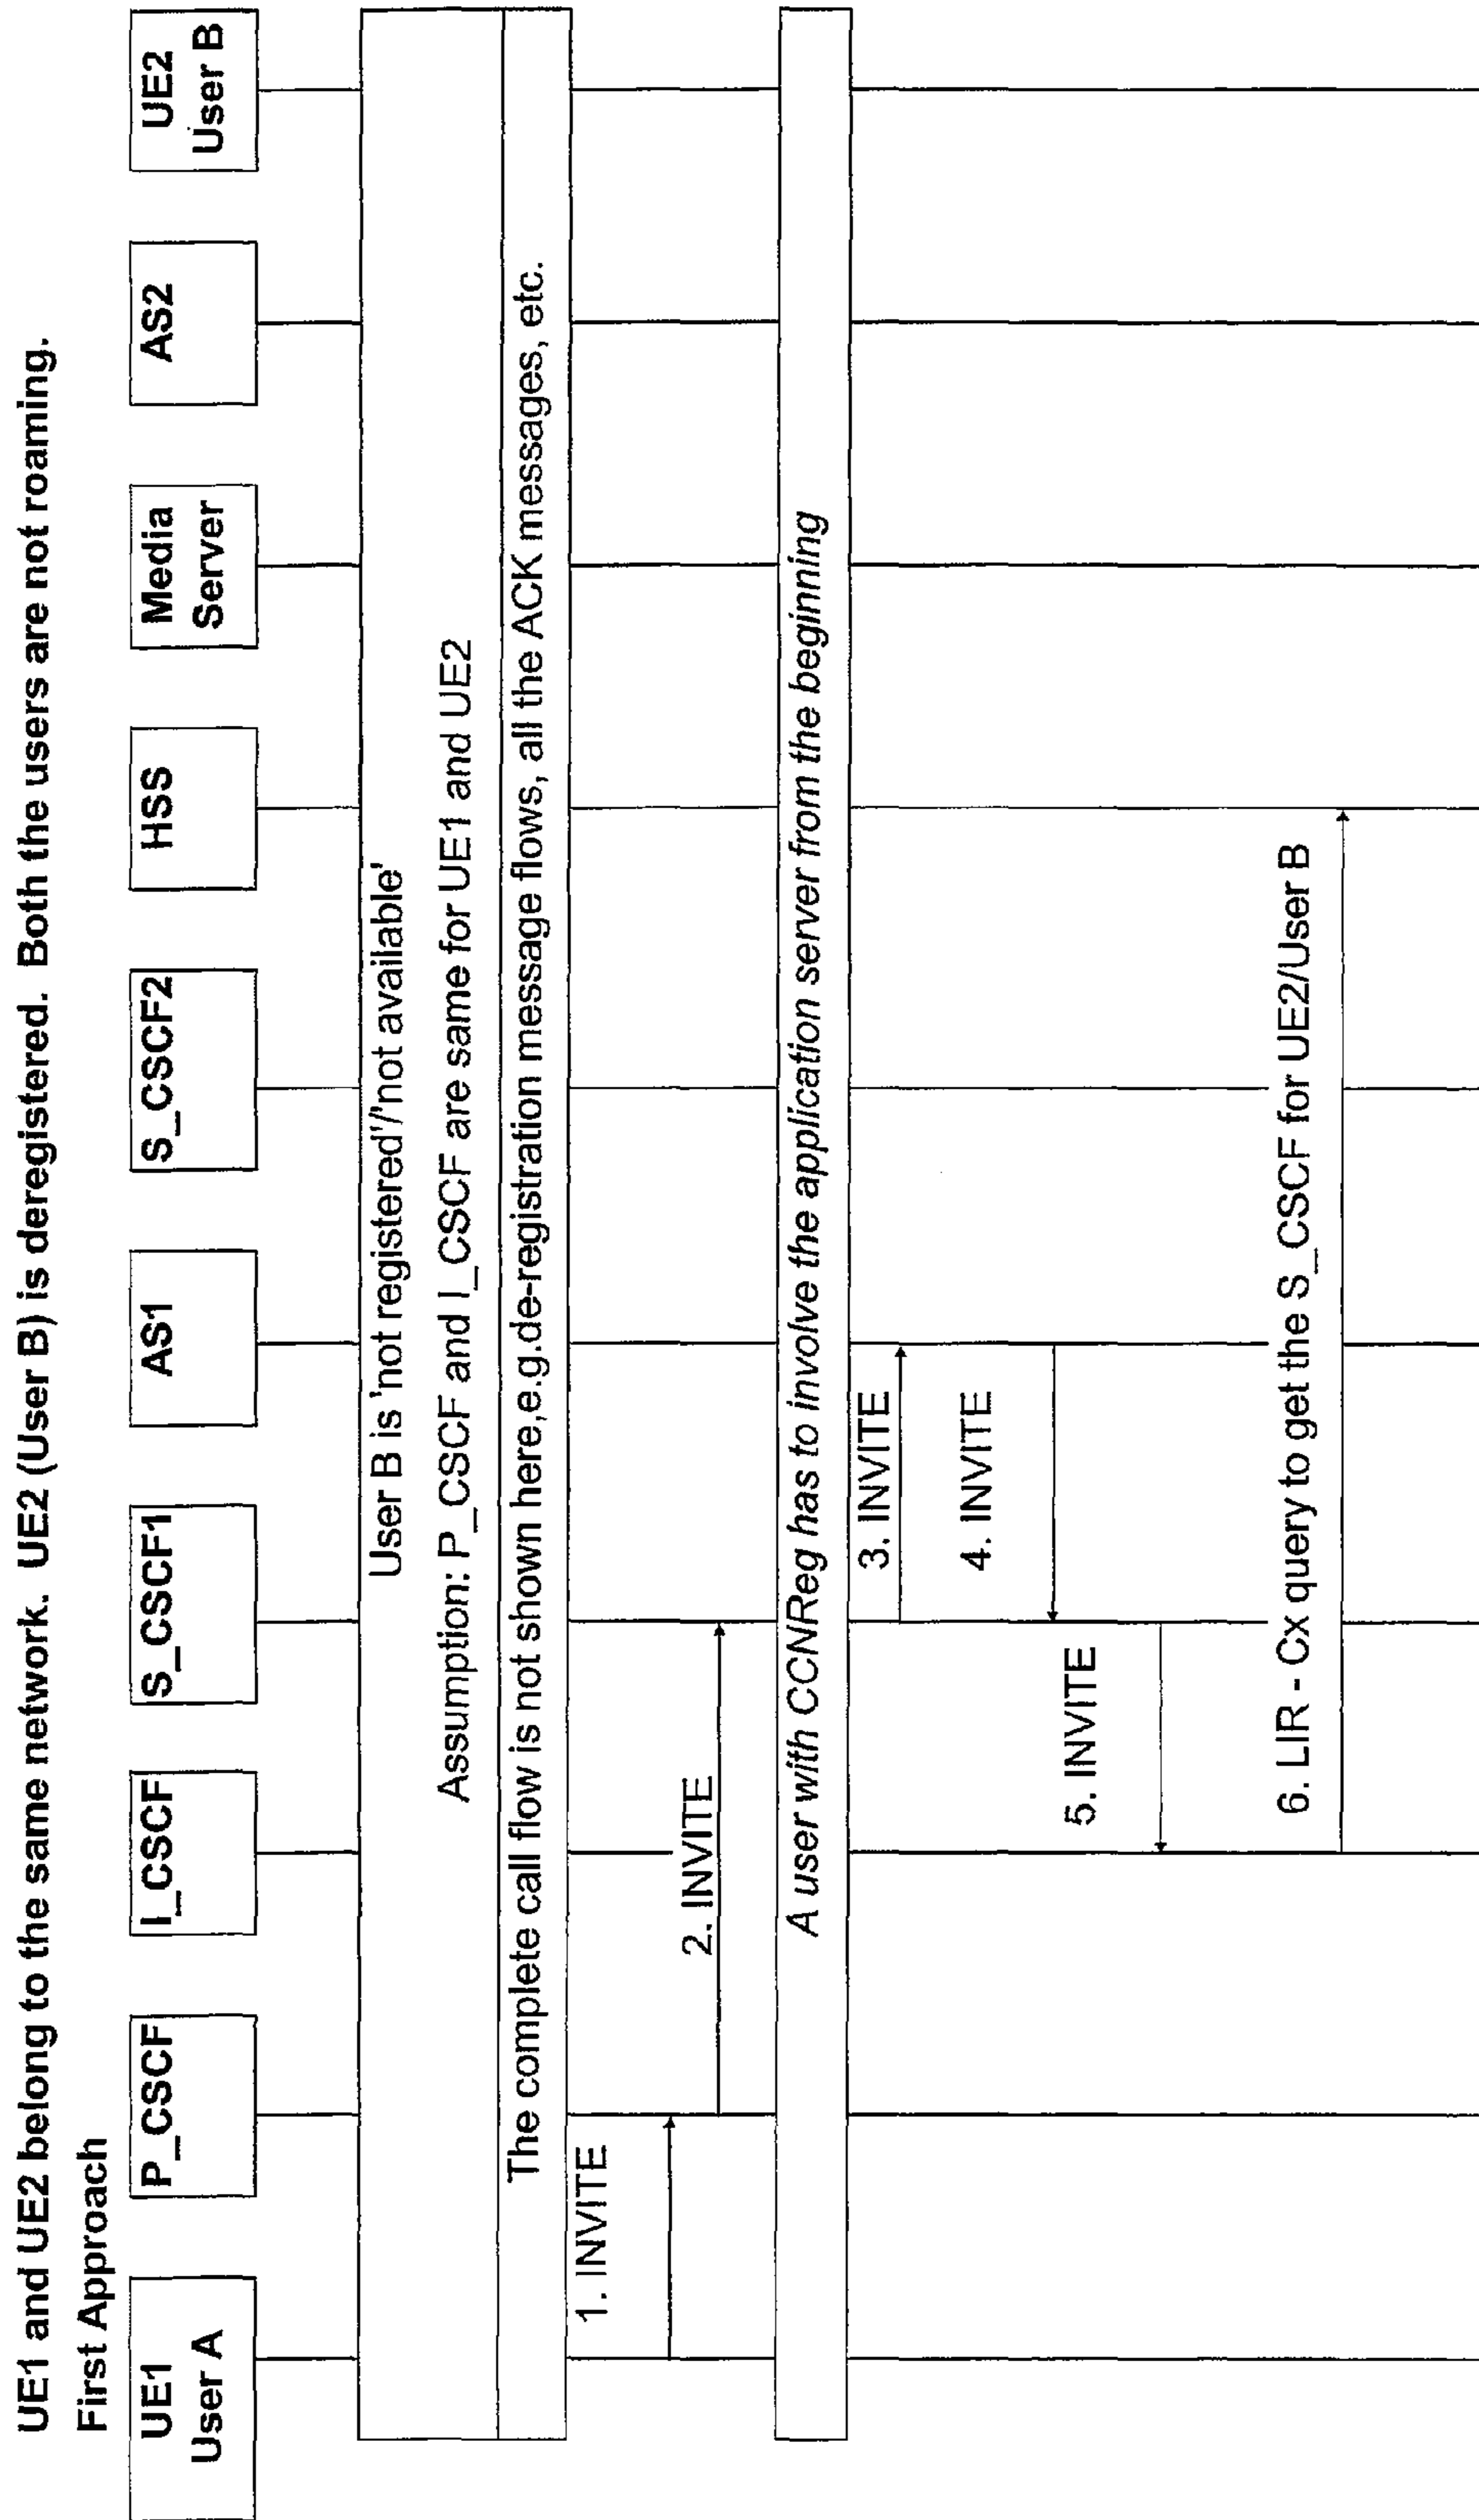 UE1 and UE2 belong to the same network. UE2 (User B) is deregistered. Both the users are not roaming.
First Approach
UE1
User A
P_CSCF
I_CSCF
S_CSCF1
AS1
S_CSCF2
HSS
Media
Server
AS2
UE2
User B
User B is 'not registered'/'not available'
Assumption: P_CSCF and I_CSCF are same for UE1 and UE2
The complete call flow is not shown here,e.g.de-registration message flows, all the ACK messages, etc.
1. INVITE
2. INVITE
A user with CCNReg has to involve the application server from the beginning
3. INVITE
4. INVITE
5. INVITE
6. LIR - Cx query to get the S_CSCF for UE2/User B